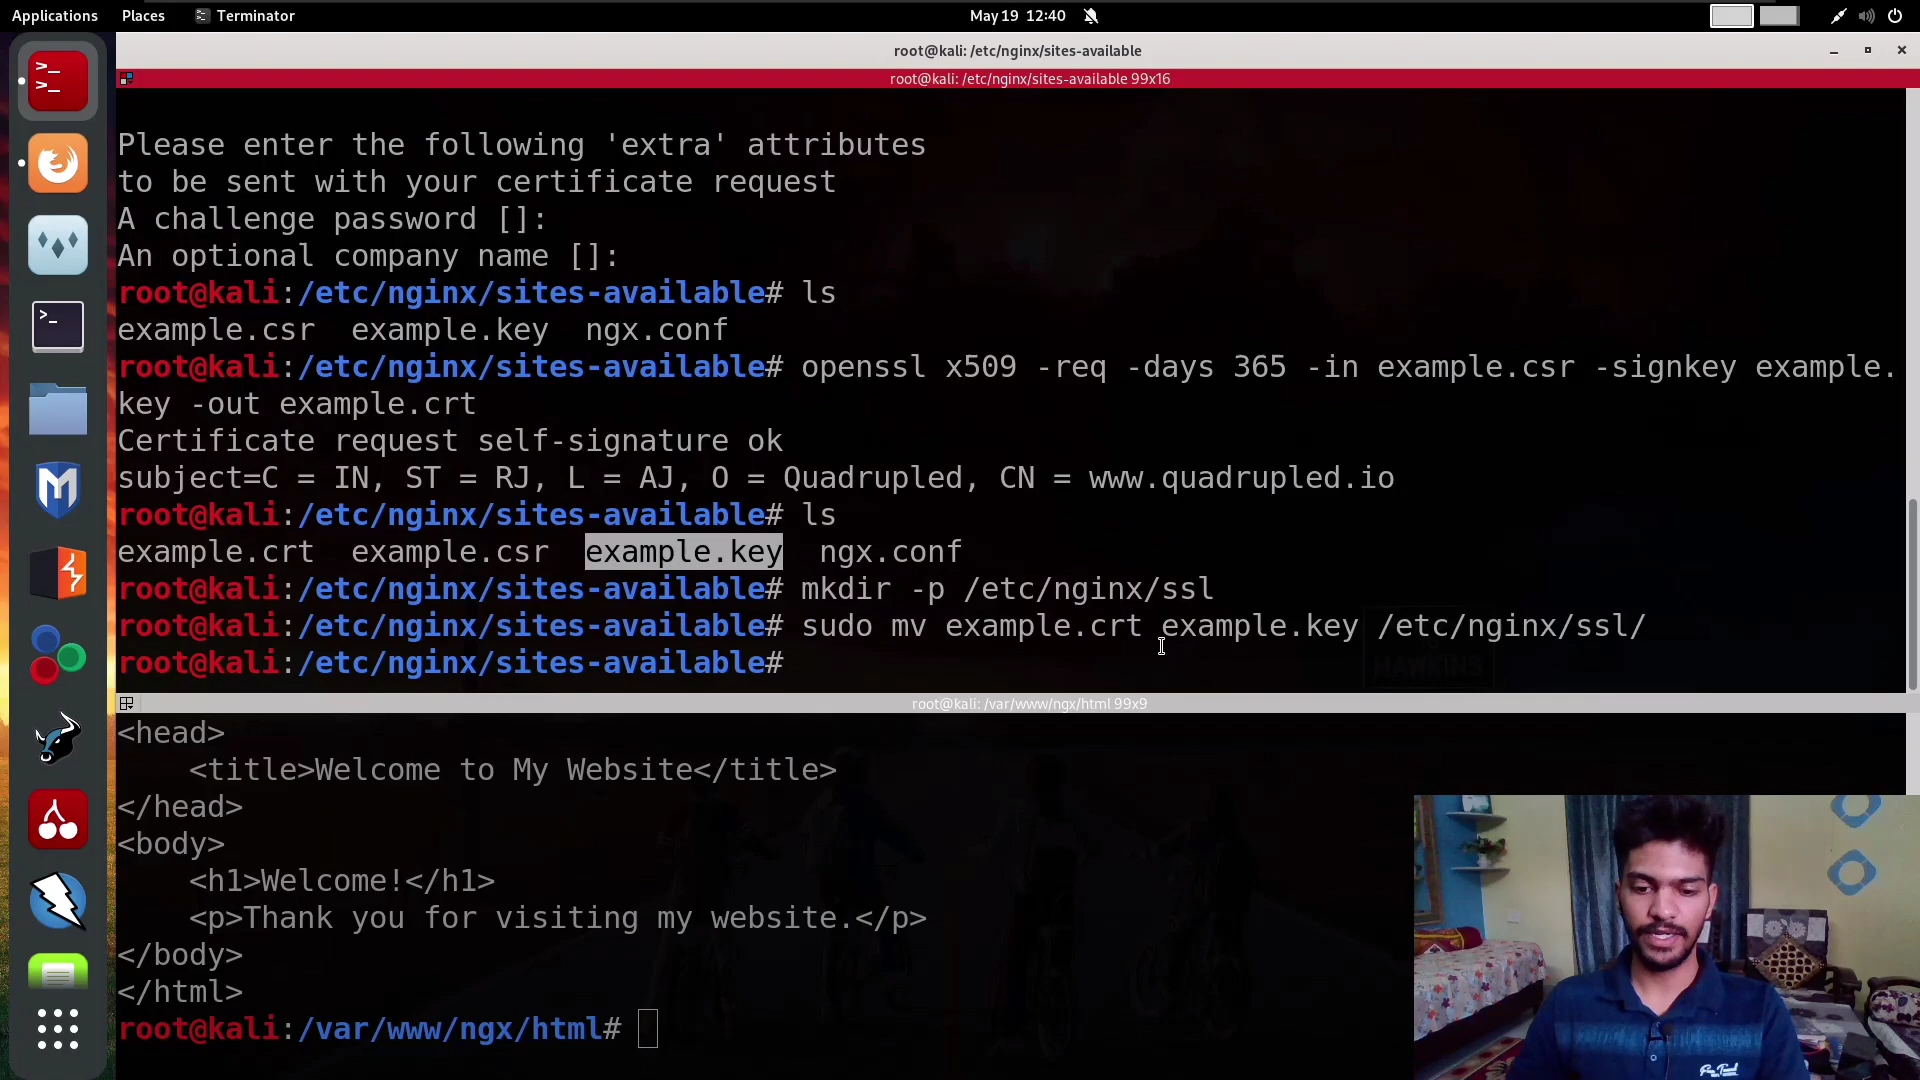 Applications Places Terminator May 19 12:40
root@kali: /etc/nginx/sites-available
root@kali: /etc/nginx/sites-available 99x16
Please enter the following 'extra' attributes
to be sent with your certificate request
A challenge password []:
An optional company name []:
root@kali:/etc/nginx/sites-available# ls
example.csr example.key ngx.conf
root@kali:/etc/nginx/sites-available# openssl x509 -req -days 365 -in example.csr -signkey example.
key -out example.crt
Certificate request self-signature ok
subject=C = IN, ST = RJ, L = AJ, O = Quadrupled, CN = www.quadrupled.io
root@kali:/etc/nginx/sites-available# ls
example.crt example.csr example.key ngx.conf
root@kali:/etc/nginx/sites-available# mkdir -p /etc/nginx/ssl
root@kali:/etc/nginx/sites-available# sudo mv example.crt example.key /etc/nginx/ssl/
root@kali:/etc/nginx/sites-available#
HAWKINS
root@kali: /var/www/ngx/html 99x9
<head>
<title>Welcome to My Website</title>
</head>
<body>
<h1>Welcome!</h1>
<p>Thank you for visiting my website.</p>
</body>
</html>
root@kali:/var/www/ngx/html#